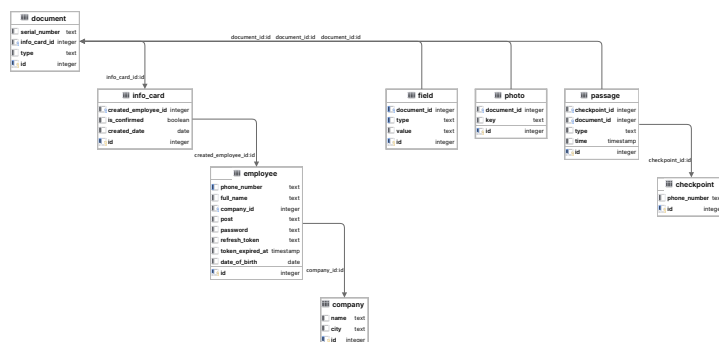 document
serial_number text
info_card_id integer
type text
id integer
document_id:id document_id:id document_id:id
info_card_id:id
info_card
created_employee_id integer
is_confirmed boolean
created_date date
id integer
field
document_id integer
type text
value text
id integer
photo
document_id integer
key text
id integer
passage
checkpoint_id integer
document_id integer
type text
time timestamp
id integer
created_employee_id:id
checkpoint_id:id
employee
phone_number text
full_name text
company_id integer
post text
password text
refresh_token text
token_expired_at timestamp
date_of_birth date
id integer
checkpoint
phone_number tex
id intege
company_id:id
company
name text
city text
id integer